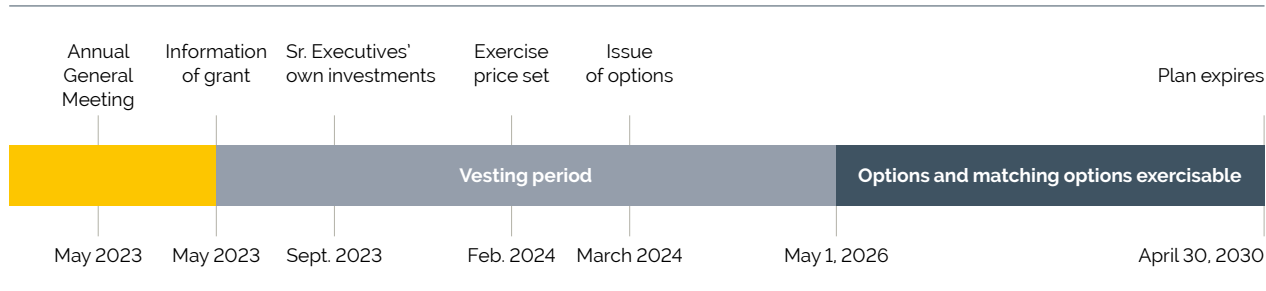 Annual
General
Meeting
Information
of grant
Sr. Executives'
own investments
Exercise
price set
Issue
of options
Plan expires
Vesting period
Options and matching options exercisable
May 2023
May 2023
Sept. 2023
Feb. 2024
March 2024
May 1, 2026
April 30, 2030